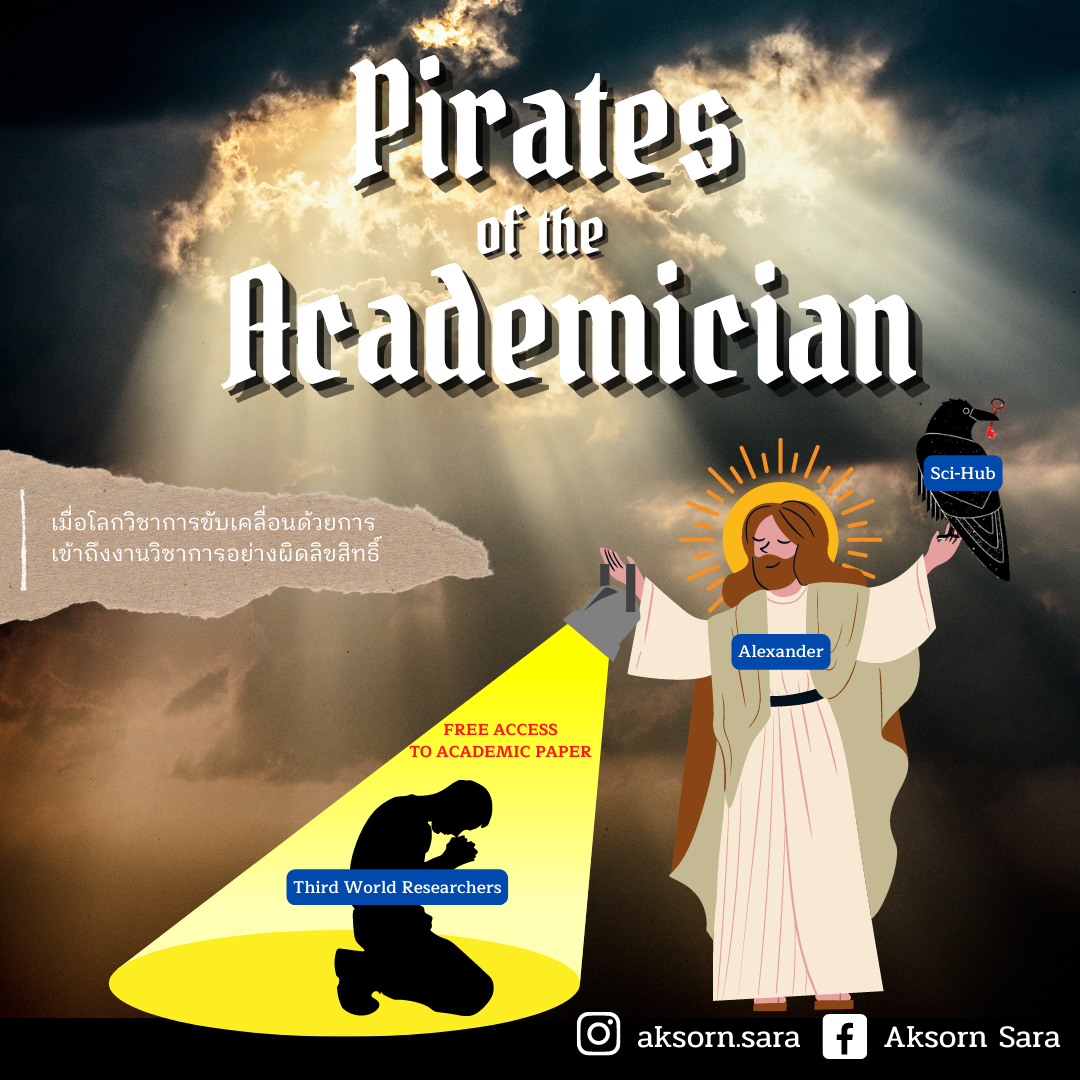 Pirates
of the
Academician
Sci-Hub
เมื่อโลกวิชาการขับเคลื่อนด้วยการ
เข้าถึงงานวิชาการอย่างผิดลิขสิทธิ์
Alexander
FREE ACCESS
TO ACADEMIC PAPER
Third World Researchers
aksorn.sara
Aksorn Sara